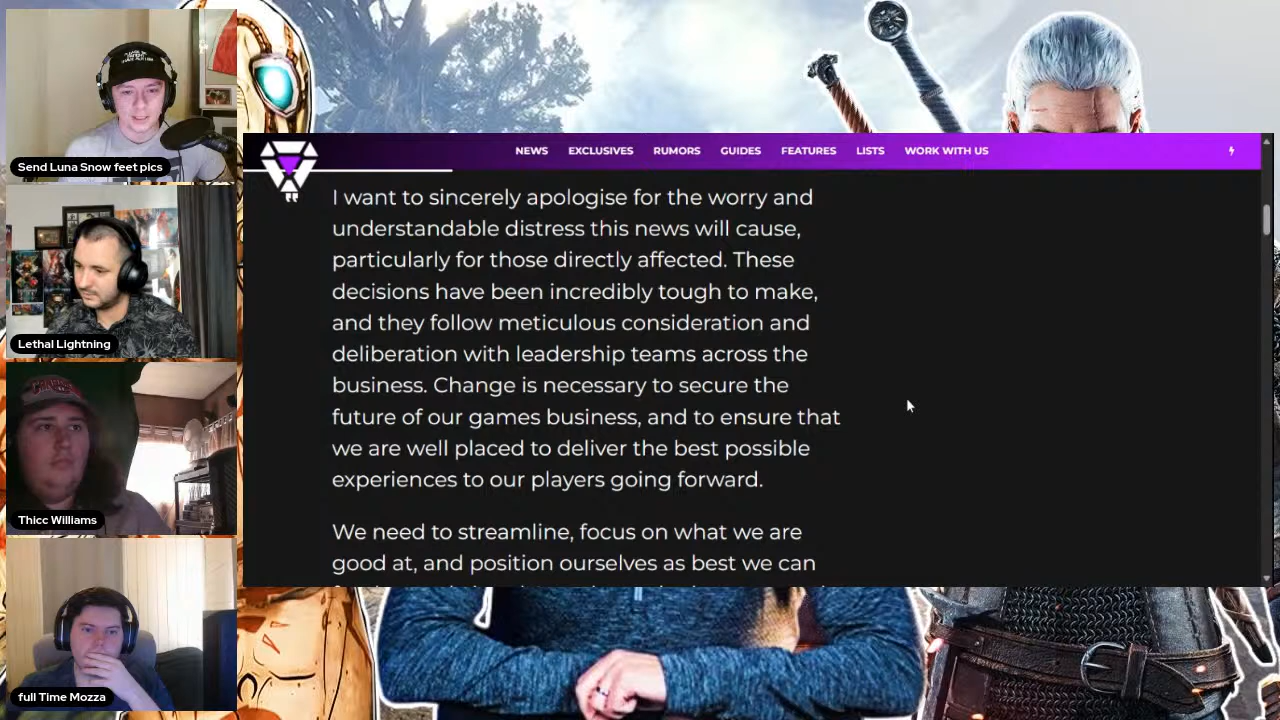 Send Luna Snow feet pics
Lethal Lightning
Thicc Williams
full Time Mozza
NEWS EXCLUSIVES RUMORS GUIDES FEATURES LISTS WORK WITH US
I want to sincerely apologise for the worry and
understandable distress this news will cause,
particularly for those directly affected. These
decisions have been incredibly tough to make,
and they follow meticulous consideration and
deliberation with leadership teams across the
business. Change is necessary to secure the
future of our games business, and to ensure that
we are well placed to deliver the best possible
experiences to our players going forward.
We need to streamline, focus on what we are
good at, and position ourselves as best we can